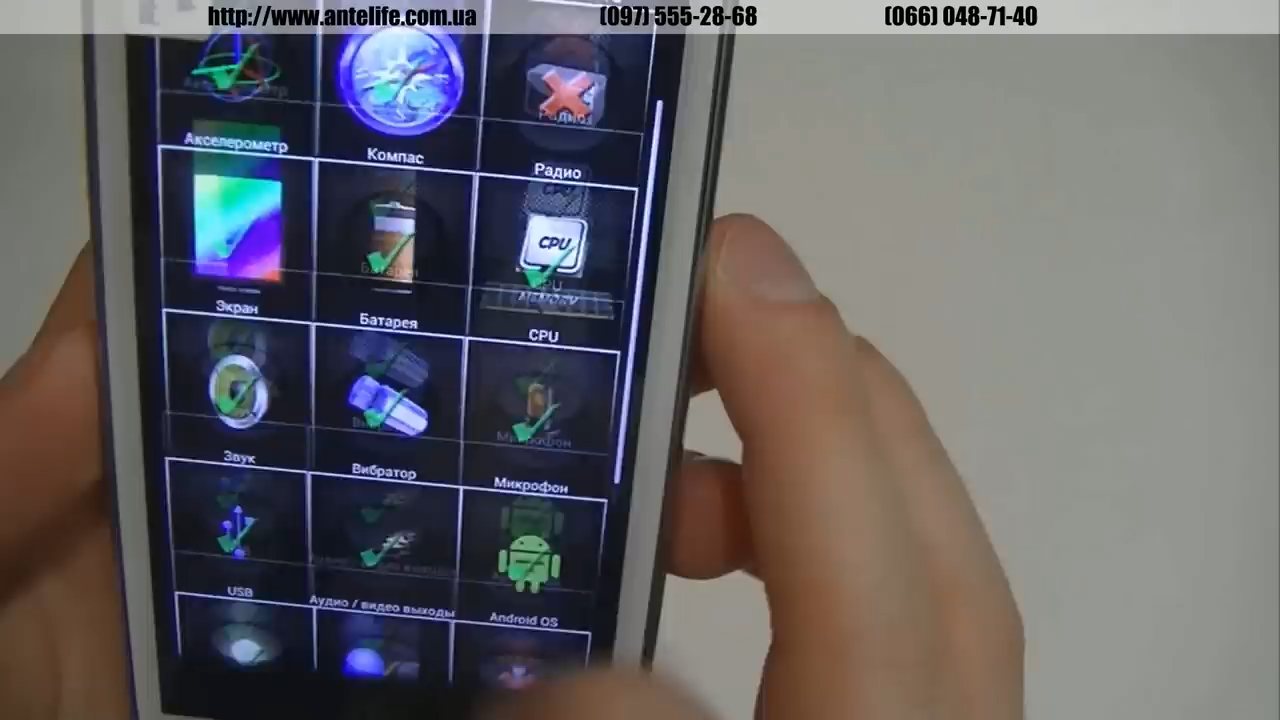 http://www.antelife.com.ua (097) 555-28-68 (066) 048-71-40
Акселерометр Компас Радио
Экран Батарея CPU
Звук Вибратор Микрофон
USB Аудио / видео выходы Android OS